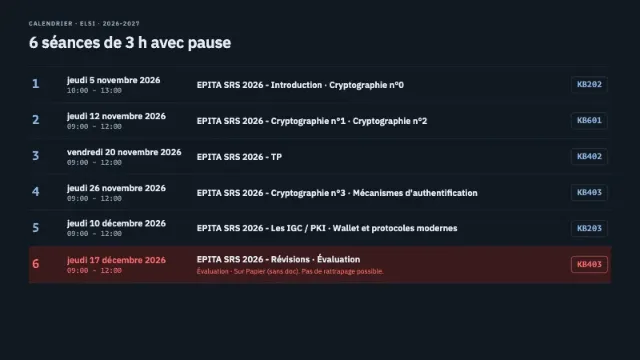 CALENDRIER · ELSI · 2026-2027
6 séances de 3 h avec pause
1 jeudi 5 novembre 2026 EPITA SRS 2026 - Introduction · Cryptographie n°0 KB202
10:00 – 13:00
2 jeudi 12 novembre 2026 EPITA SRS 2026 - Cryptographie n°1 · Cryptographie n°2 KB601
09:00 – 12:00
3 vendredi 20 novembre 2026 EPITA SRS 2026 - TP KB402
09:00 – 12:00
4 jeudi 26 novembre 2026 EPITA SRS 2026 - Cryptographie n°3 · Mécanismes d'authentification KB403
09:00 – 12:00
5 jeudi 10 décembre 2026 EPITA SRS 2026 - Les IGC / PKI · Wallet et protocoles modernes KB203
09:00 – 12:00
6 jeudi 17 décembre 2026 EPITA SRS 2026 - Révisions · Évaluation KB403
09:00 – 12:00 Évaluation · Sur Papier (sans doc). Pas de rattrapage possible.